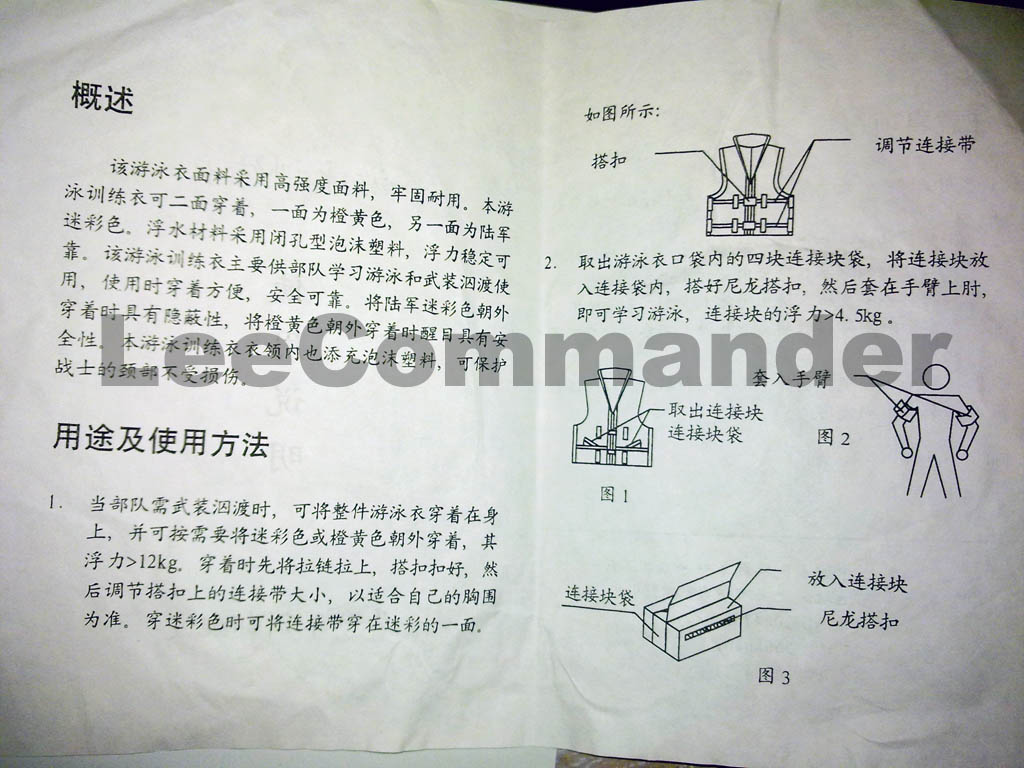 概述
该游泳衣面料采用高强度面料，牢固耐用。本游
泳训练衣可二面穿着，一面为橙黄色，另一面为陆军
迷彩色。浮水材料采用闭孔型泡沫塑料，浮力稳定可
靠。该游泳训练衣主要供部队学习游泳和武装泅渡使
用，使用时穿着方便，安全可靠。将陆军迷彩色朝外
穿着时具有隐蔽性，将橙黄色朝外穿着时醒目具有安
全性。本游泳训练衣衣领内也添充泡沫塑料，可保护
战士的颈部不受损伤。
用途及使用方法
1. 当部队需武装泅渡时，可将整件游泳衣穿着在身
上，并可按需要将迷彩色或橙黄色朝外穿着，其
浮力>12kg。穿着时先将拉链拉上，搭扣扣好，然
后调节搭扣上的连接带大小，以适合自己的胸围
为准。穿迷彩色时可将连接带穿在迷彩的一面。
如图所示：
搭扣
调节连接带
2. 取出游泳衣口袋内的四块连接块袋，将连接块放
入连接袋内，搭好尼龙搭扣，然后套在手臂上肘，
即可学习游泳，连接块的浮力>4.5kg。
LeeCommander
套入手臂
取出连接块
连接块袋
图2
图1
连接块袋
放入连接块
尼龙搭扣
图3